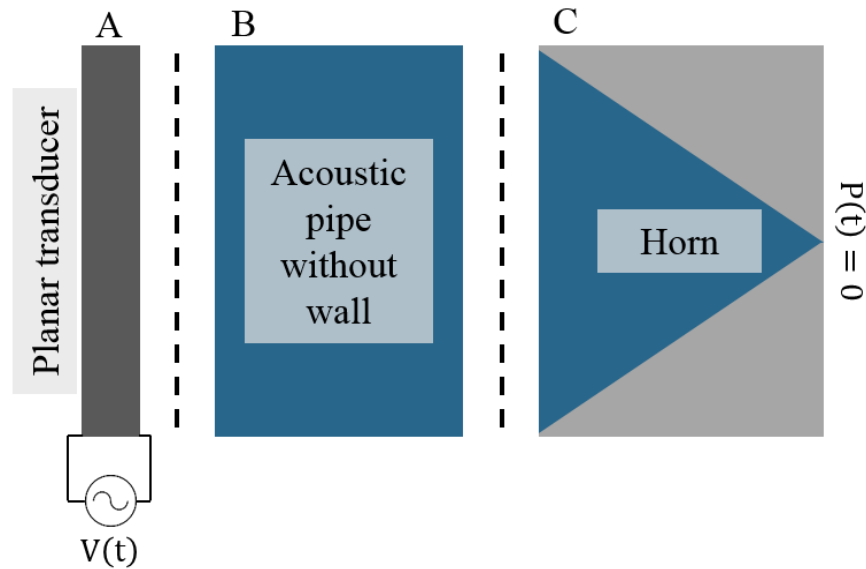 A
B
C
Planar transducer
Acoustic
pipe
without
wall
Horn
P(t) = 0
V(t)